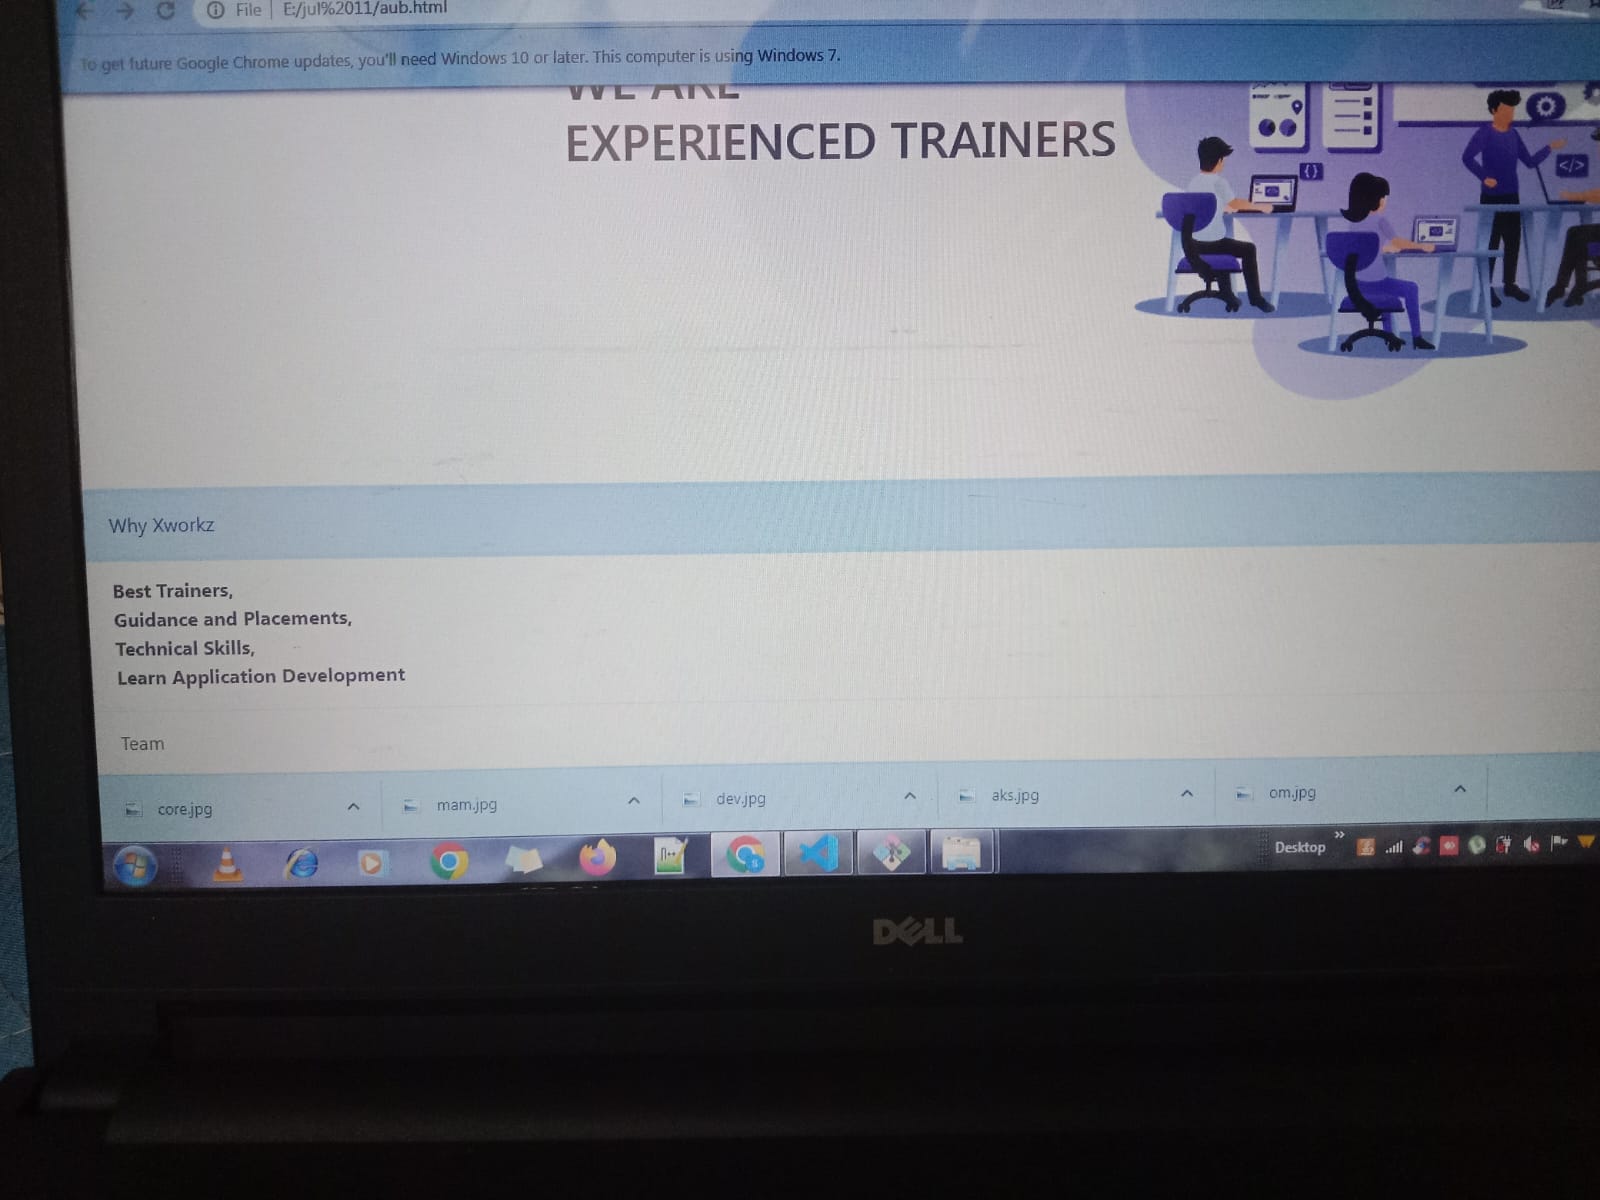 File | E:/jul%2011/aub.html
To get future Google Chrome updates, you'll need Windows 10 or later. This computer is using Windows 7.
WE ARE
EXPERIENCED TRAINERS
{}
</>
Why Xworkz
Best Trainers,
Guidance and Placements,
Technical Skills,
Learn Application Development
Team
core.jpg
mam.jpg
dev.jpg
aks.jpg
om.jpg
Desktop
DELL